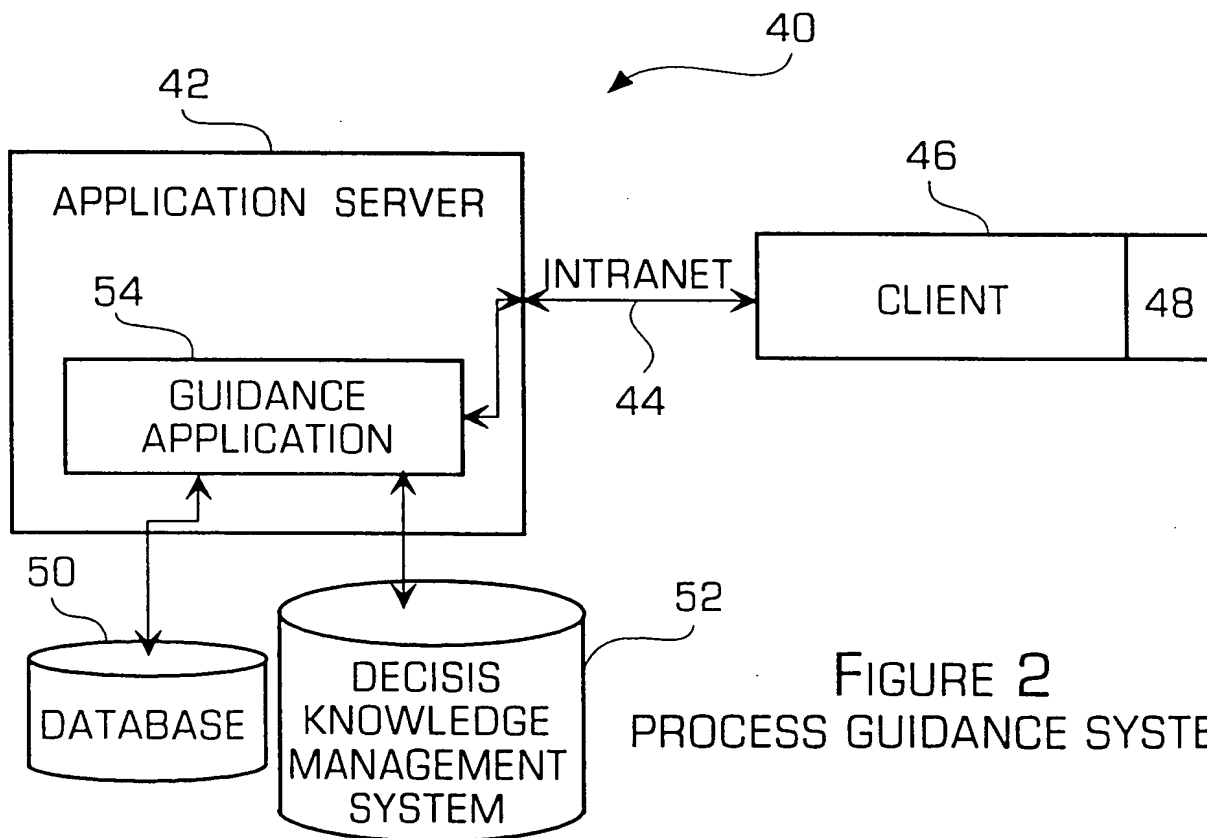 40
42
46
APPLICATION SERVER
INTRANET
CLIENT
48
54
44
GUIDANCE
APPLICATION
50
52
DATABASE
DECISIS
KNOWLEDGE
MANAGEMENT
SYSTEM
FIGURE 2
PROCESS GUIDANCE SYSTE